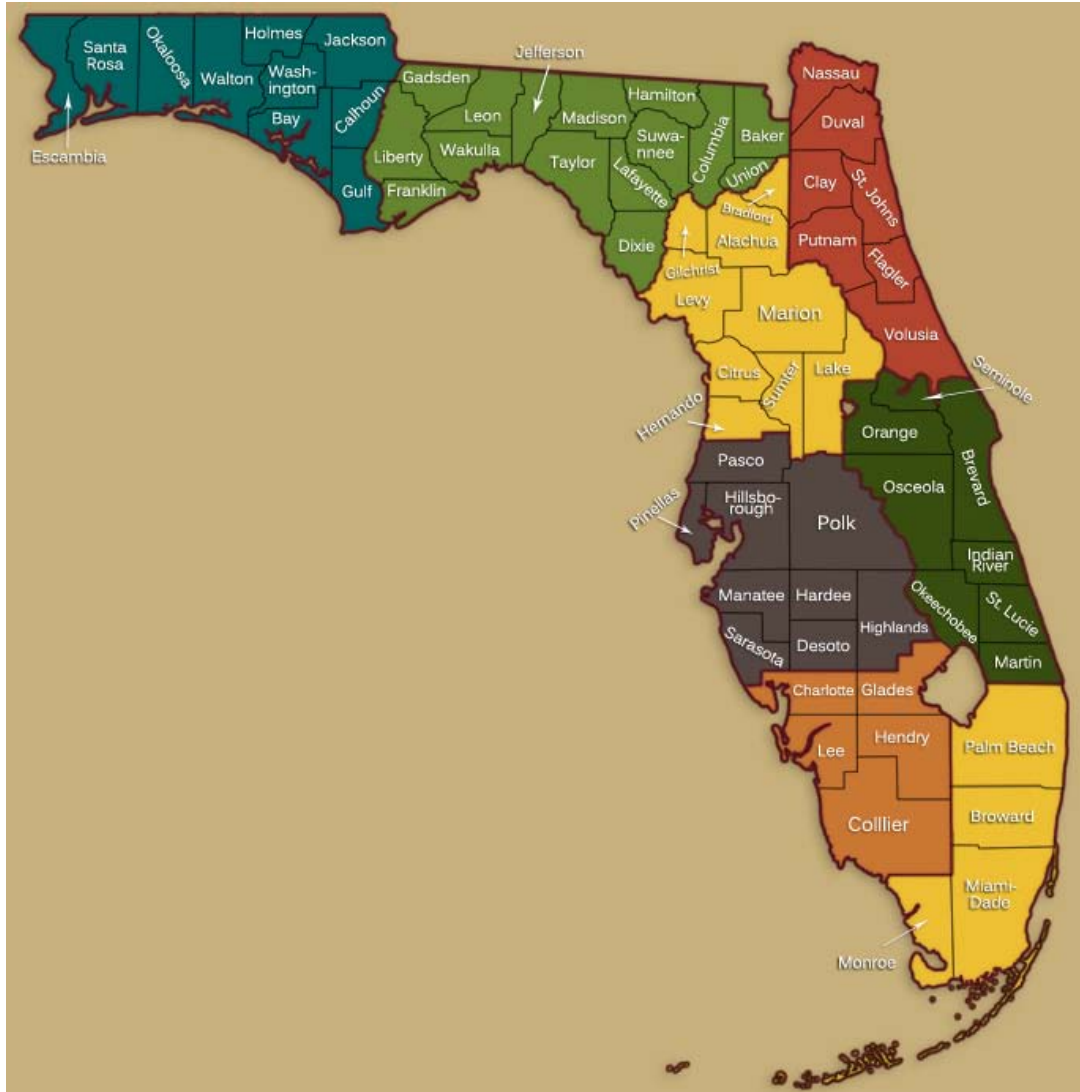 Santa
Rosa
Okaloosa
Walton
Holmes
Wash-
ington
Jackson
Bay
Calhoun
Gulf
Escambia
Gadsden
Leon
Jefferson
Liberty
Wakulla
Franklin
Madison
Hamilton
Taylor
Suwa-
nnee
Lafayette
Columbia
Baker
Union
Dixie
Nassau
Duval
Clay
St. Johns
Putnam
Flagler
Volusia
Bradford
Alachua
Gilchrist
Levy
Marion
Citrus
Sumter
Lake
Hernando
Seminole
Orange
Brevard
Osceola
Indian
River
Okeechobee
St. Lucie
Martin
Pasco
Pinellas
Hillsbo-
rough
Polk
Manatee
Hardee
Sarasota
Desoto
Highlands
Charlotte
Glades
Lee
Hendry
Colllier
Palm Beach
Broward
Miami-
Dade
Monroe